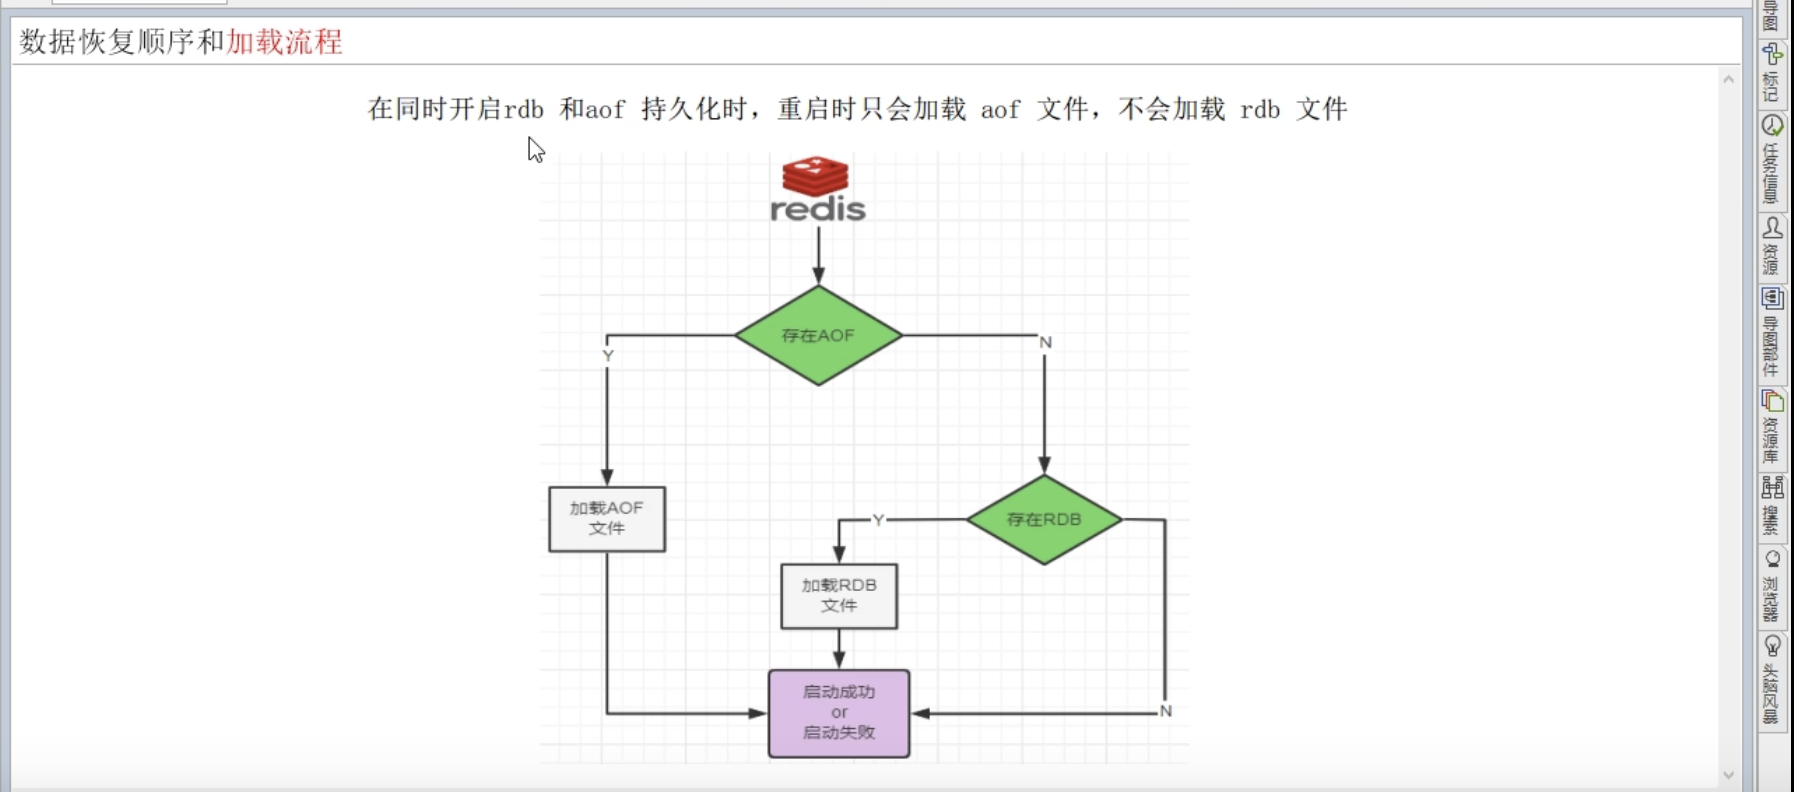 数据恢复顺序和加载流程
在同时开启rdb 和aof 持久化时，重启时只会加载 aof 文件，不会加载 rdb 文件
redis
存在AOF
Y
N
加载AOF
文件
存在RDB
Y
加载RDB
文件
启动成功
or
启动失败
N
导图
标记
任务信息
资源
导图部件
资源库
搜索
浏览器
头脑风暴